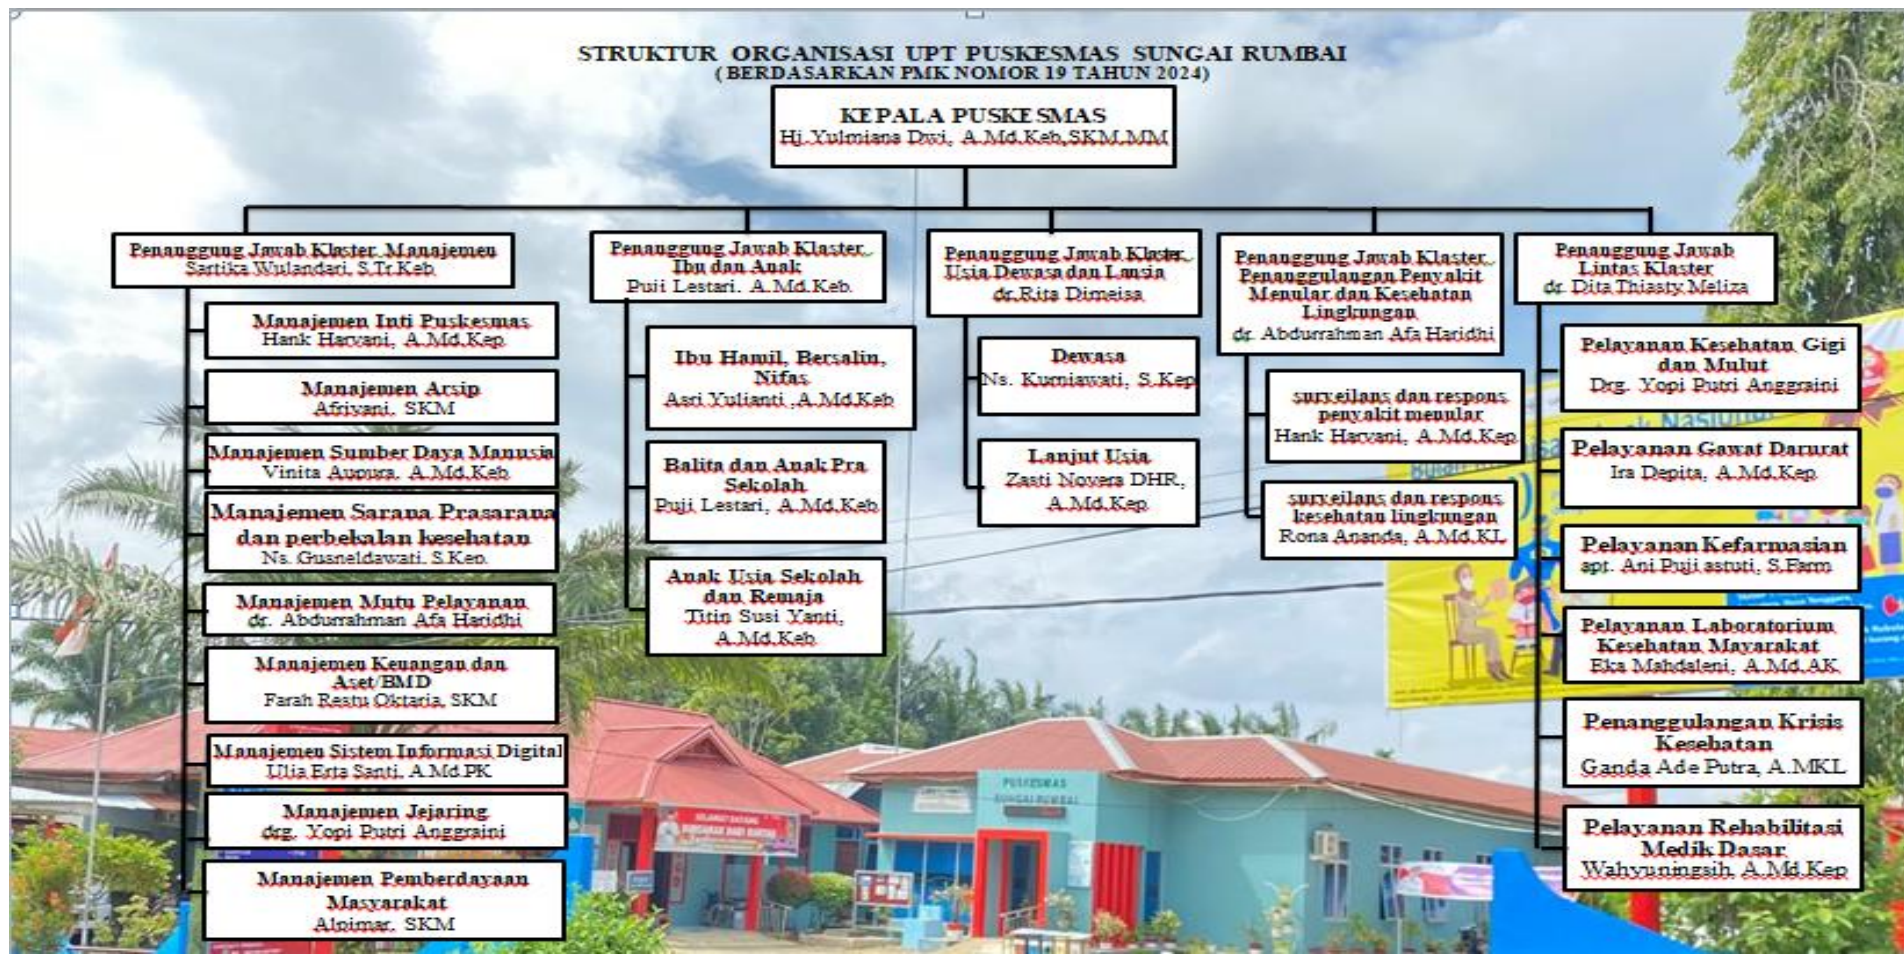 STRUKTUR ORGANISASI UPT PUSKESMAS SUNGAI RUMBAI
( BERDASARKAN PMK NOMOR 19 TAHUN 2024)
KEPALA PUSKESMAS
Hj. Yulmiana Dwi, A.Md.Keb,SKM.MM
Penanggung Jawab Klaster Manajemen
Sartika Wulandari, S.Tr.Keb
Manajemen Inti Puskesmas
Hank Haryani, A.Md.Kep
Manajemen Arsip
Afriyani, SKM
Manajemen Sumber Daya Manusia
Vinita Aupura, A.Md.Keb
Manajemen Sarana Prasarana
dan perbekalan kesehatan
Ns. Gusneldawati, S.Kep
Manajemen Mutu Pelayanan
dr. Abdurrahman Afa Haridhi
Manajemen Keuangan dan
Aset/BMD
Farah Restu Oktaria, SKM
Manajemen Sistem Informasi Digital
Ulia Erta Santi, A.Md.PK
Manajemen Jejaring
drg. Yopi Putri Anggraini
Manajemen Pemberdayaan
Masyarakat
Alpimar, SKM
Penanggung Jawab Klaster
Ibu dan Anak
Puji Lestari, A.Md.Keb
Ibu Hamil, Bersalin,
Nifas
Asri Yulianti ,A.Md.Keb
Balita dan Anak Pra
Sekolah
Puji Lestari, A.Md.Keb
Anak Usia Sekolah
dan Remaja
Titin Susi Yanti,
A.Md.Keb
Penanggung Jawab Klaster
Usia Dewasa dan Lansia
dr.Rita Dimeisa
Dewasa
Ns. Kurniawati, S.Kep
Lanjut Usia
Zasti Novera DHR,
A.Md.Kep
Penanggung Jawab Klaster
Penanggulangan Penyakit
Menular dan Kesehatan
Lingkungan
dr. Abdurrahman Afa Haridhi
surveilans dan respons
penyakit menular
Hank Haryani, A.Md.Kep
surveilans dan respons
kesehatan lingkungan
Rona Ananda, A.Md.KL
Penanggung Jawab
Lintas Klaster
dr. Dita Thiasty Meliza
Pelayanan Kesehatan Gigi
dan Mulut
Drg. Yopi Putri Anggraini
Pelayanan Gawat Darurat
Ira Depita, A.Md.Kep
Pelayanan Kefarmasian
apt. Ani Puji astuti, S.Farm
Pelayanan Laboratorium
Kesehatan Mayarakat
Eka Mahdaleni, A.Md.AK
Penanggulangan Krisis
Kesehatan
Ganda Ade Putra, A.MKL
Pelayanan Rehabilitasi
Medik Dasar
Wahyuningsih, A.Md.Kep
PUSKESMAS
SUNGAI RUMBAI
SELAMAT DATANG